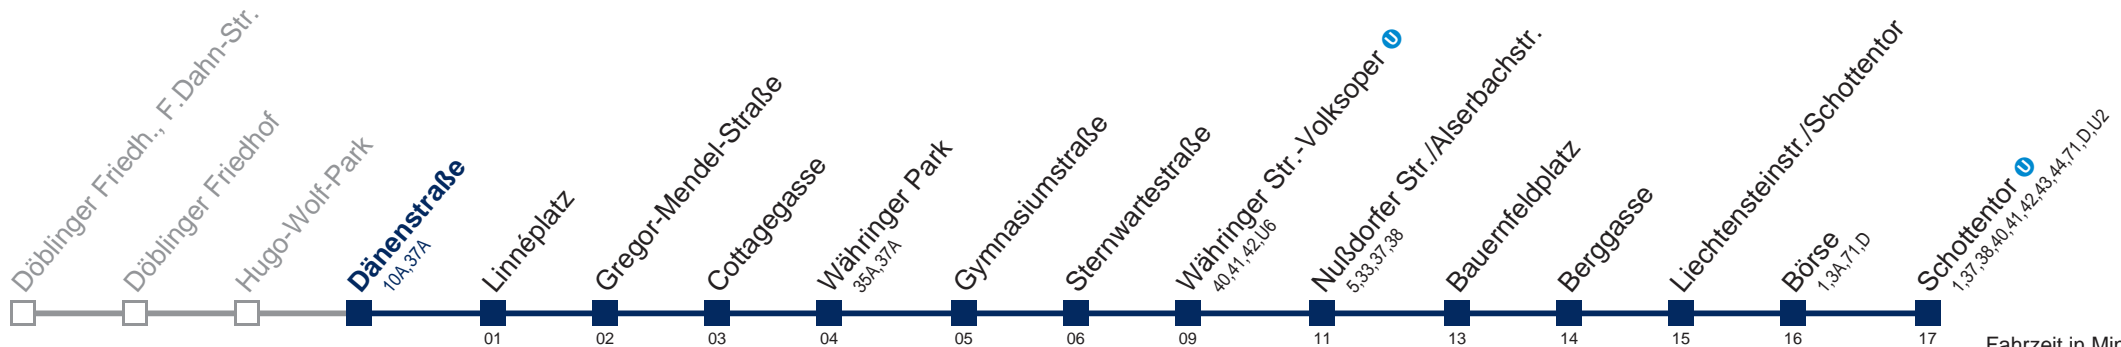 Döblinger Friedh., F.Dahn-Str.
Döblinger Friedhof
Hugo-Wolf-Park
Dänenstraße
10A,37A
Linnéplatz
Gregor-Mendel-Straße
Cottagegasse
Währinger Park
35A,37A
Gymnasiumstraße
Sternwartestraße
Währinger Str.-Volksoper U
40,41,42,U6
Nußdorfer Str./Alserbachstr.
5,33,37,38
Bauernfeldplatz
Berggasse
Liechtensteinstr./Schottentor
Börse
1,3A,71,D
Schottentor U
1,37,38,40,41,42,43,44,71,D,U2
01 02 03 04 05 06 09 11 13 14 15 16 17
Fahrzeit in Min